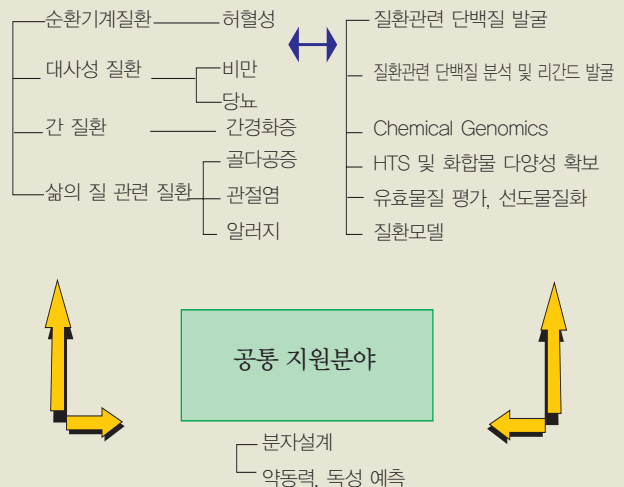 순환기계질환 허혈성
대사성 질환 비만
당뇨
간 질환 간경화증
삶의 질 관련 질환 골다공증
관절염
알러지
질환관련 단백질 발굴
질환관련 단백질 분석 및 리간드 발굴
Chemical Genomics
HTS 및 화합물 다양성 확보
유효물질 평가, 선도물질화
질환모델
공통 지원분야
분자설계
약동력, 독성 예측